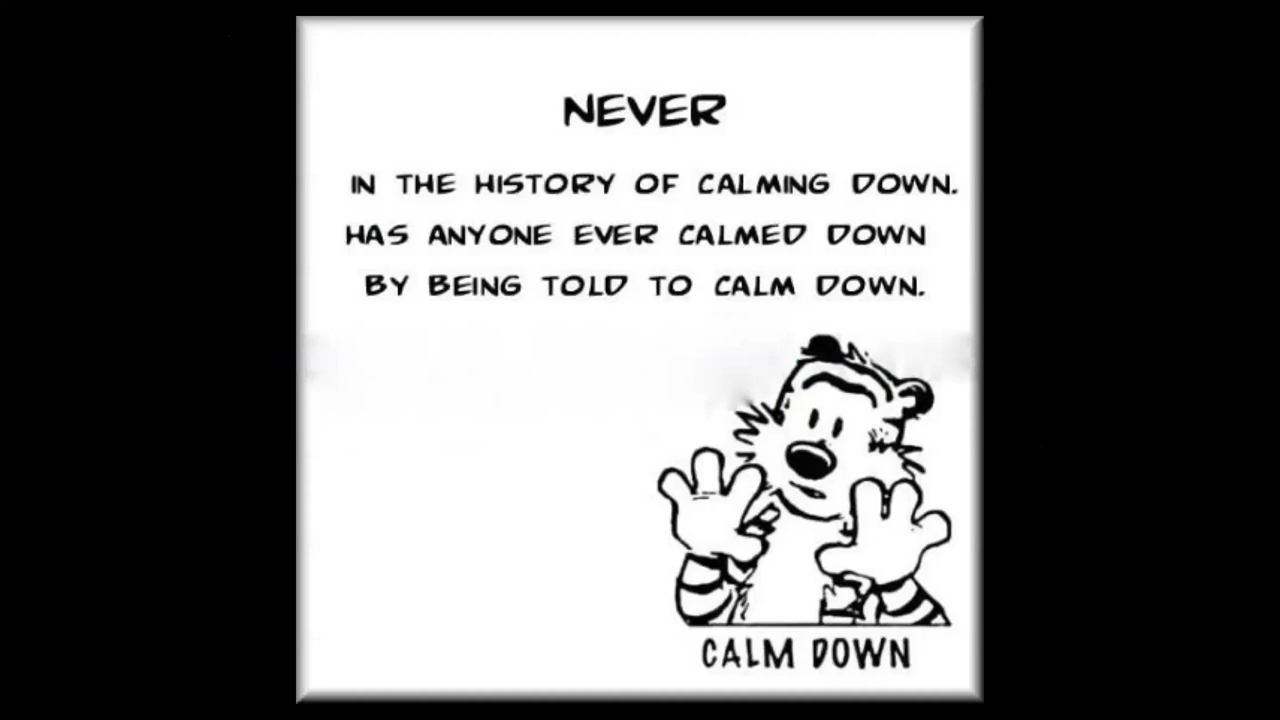 NEVER
IN THE HISTORY OF CALMING DOWN.
HAS ANYONE EVER CALMED DOWN
BY BEING TOLD TO CALM DOWN.
CALM DOWN